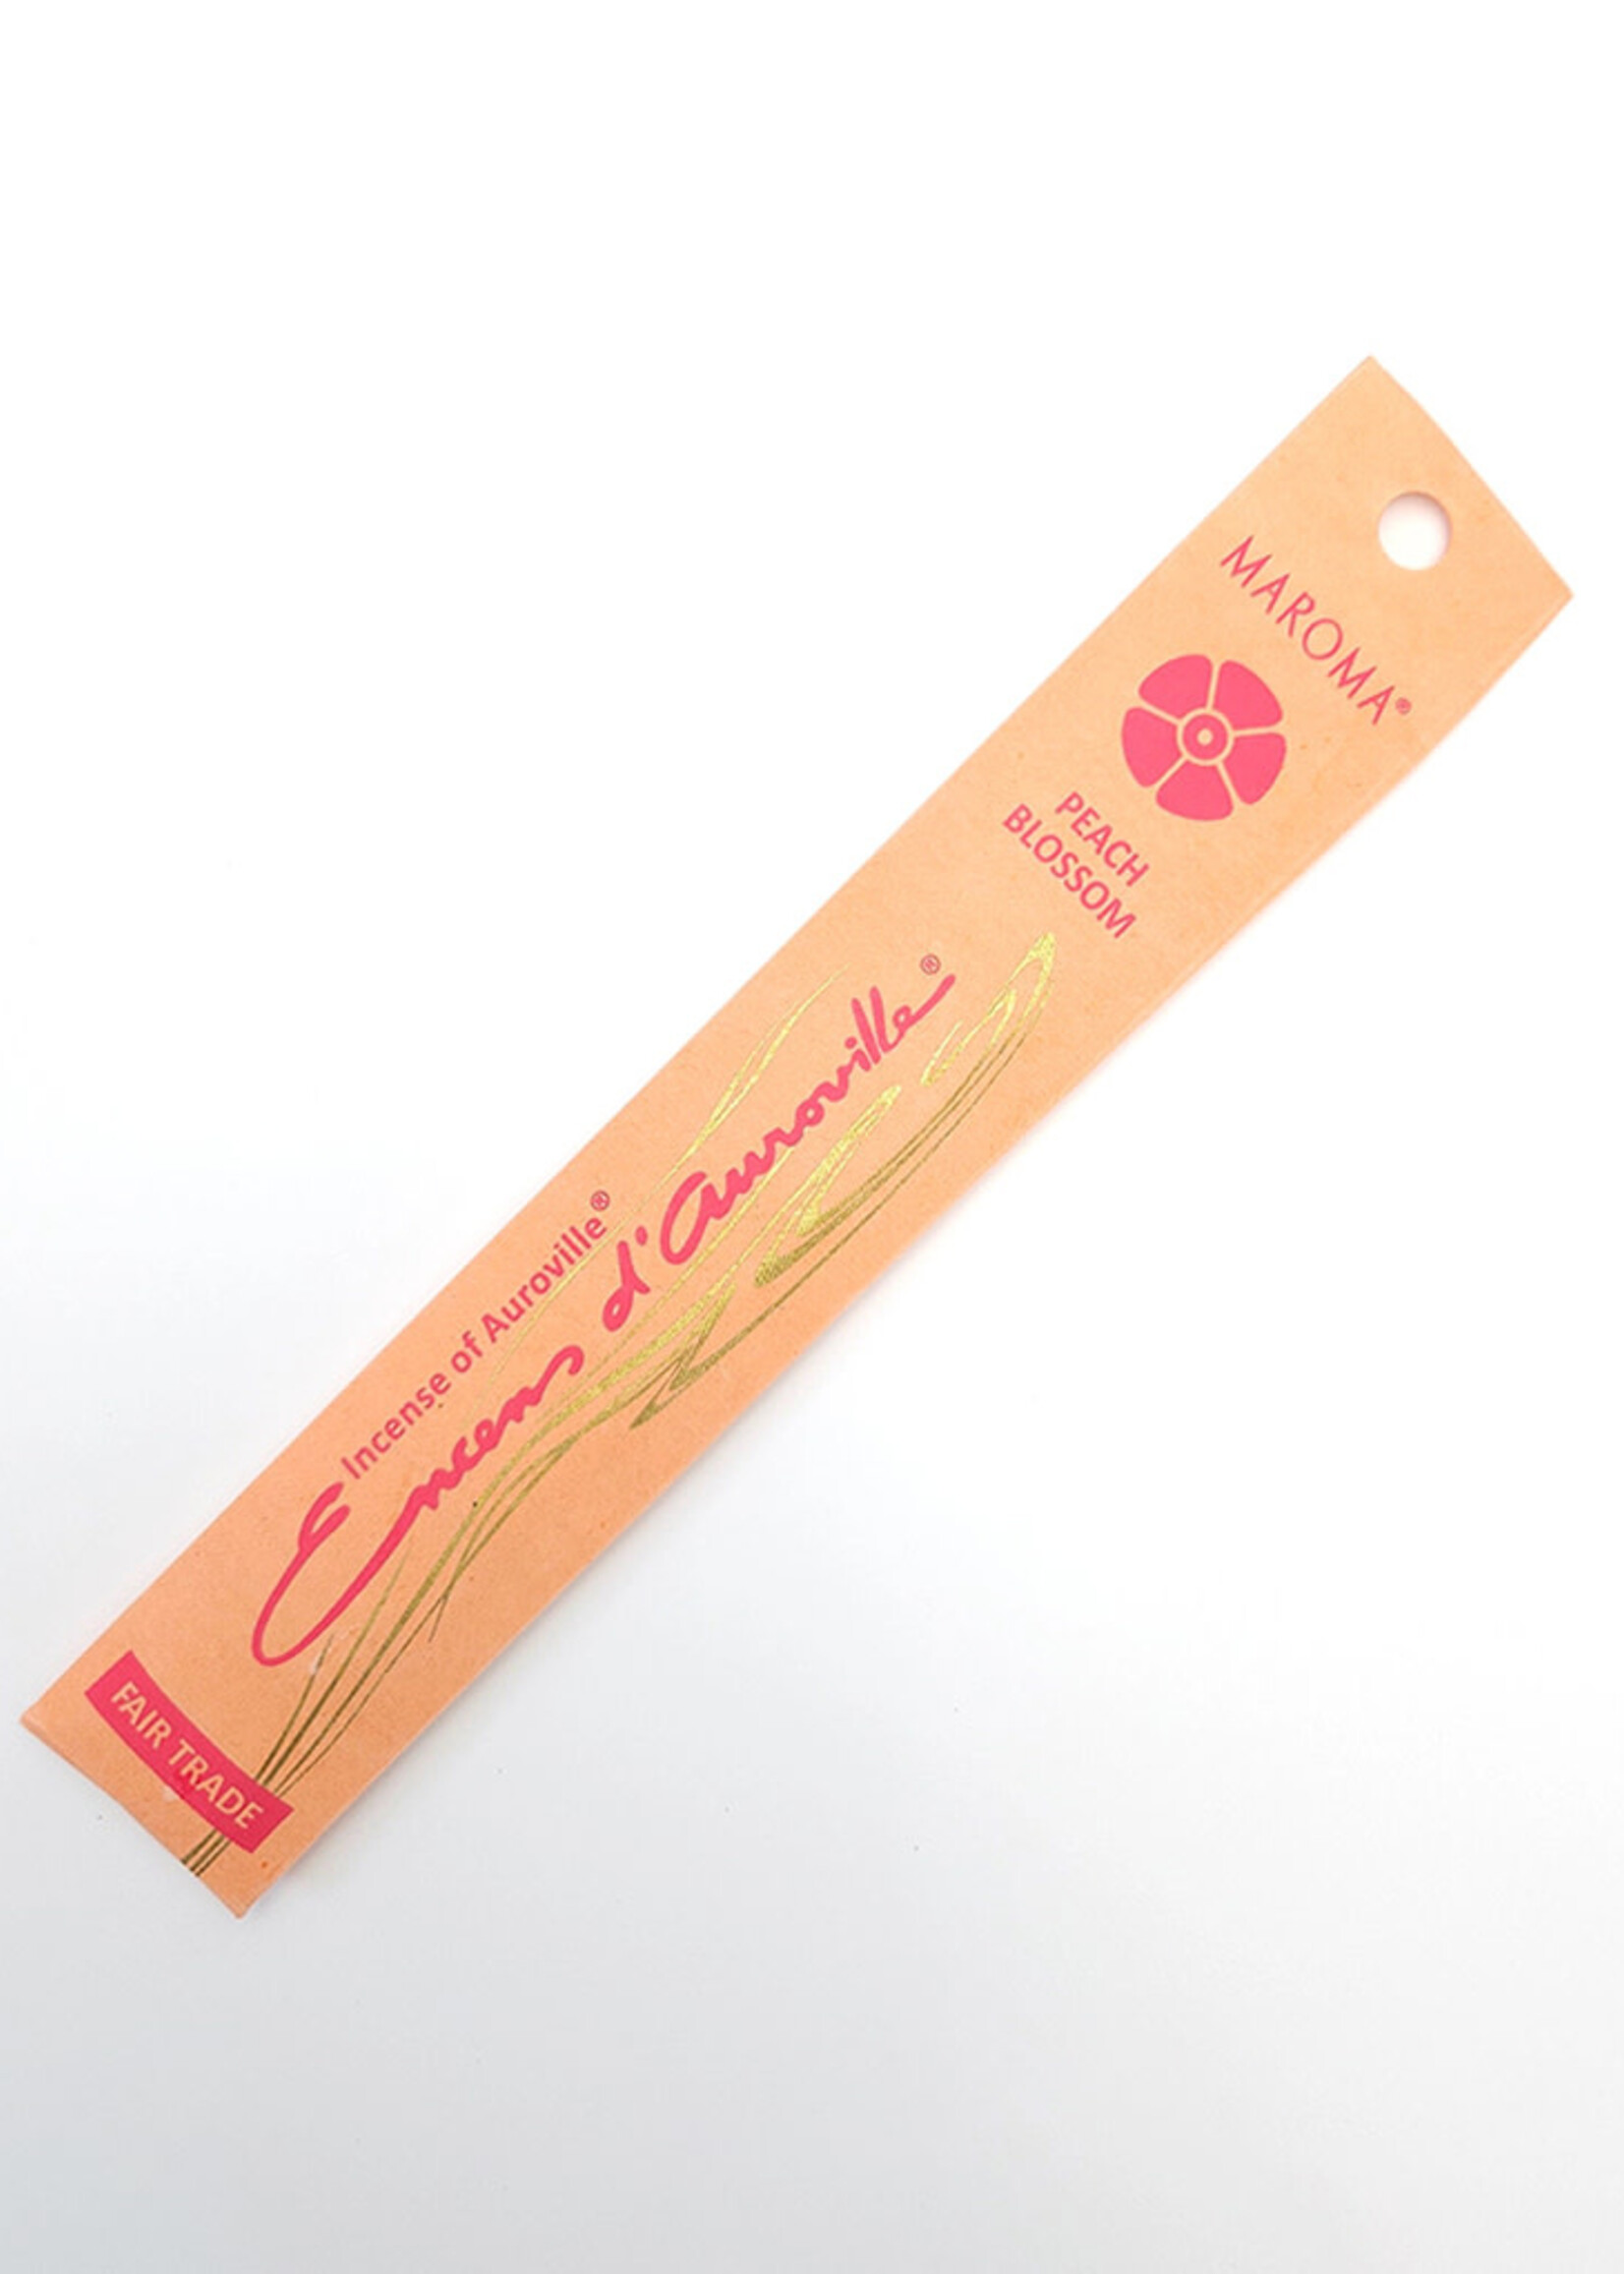 MAROMA®
PEACH
BLOSSOM
Incense of Auroville®
Encens d'Auroville®
FAIR TRADE